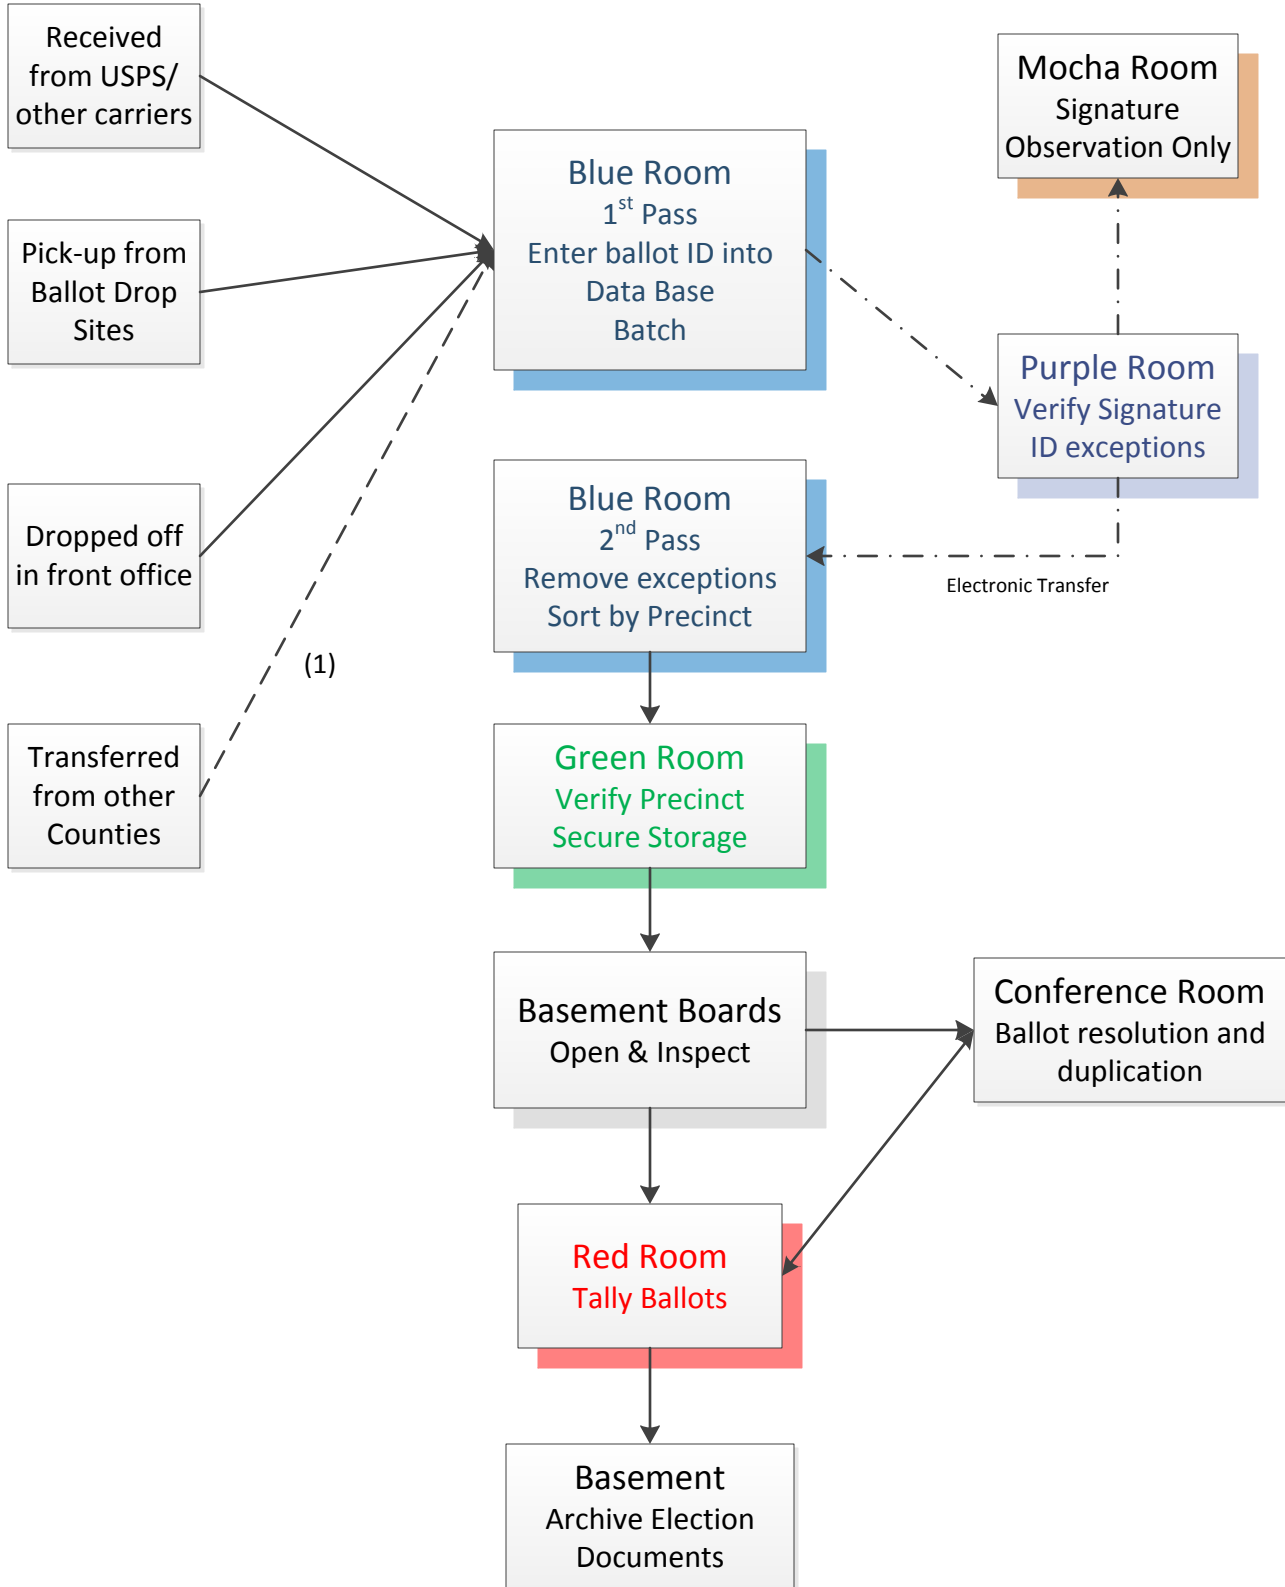 Received
from USPS/
other carriers
Mocha Room
Signature
Observation Only
Blue Room
1st Pass
Enter ballot ID into
Data Base
Batch
Pick-up from
Ballot Drop
Sites
Purple Room
Verify Signature
ID exceptions
Blue Room
2nd Pass
Remove exceptions
Sort by Precinct
Dropped off
in front office
Electronic Transfer
(1)
Transferred
from other
Counties
Green Room
Verify Precinct
Secure Storage
Basement Boards
Open & Inspect
Conference Room
Ballot resolution and
duplication
Red Room
Tally Ballots
Basement
Archive Election
Documents